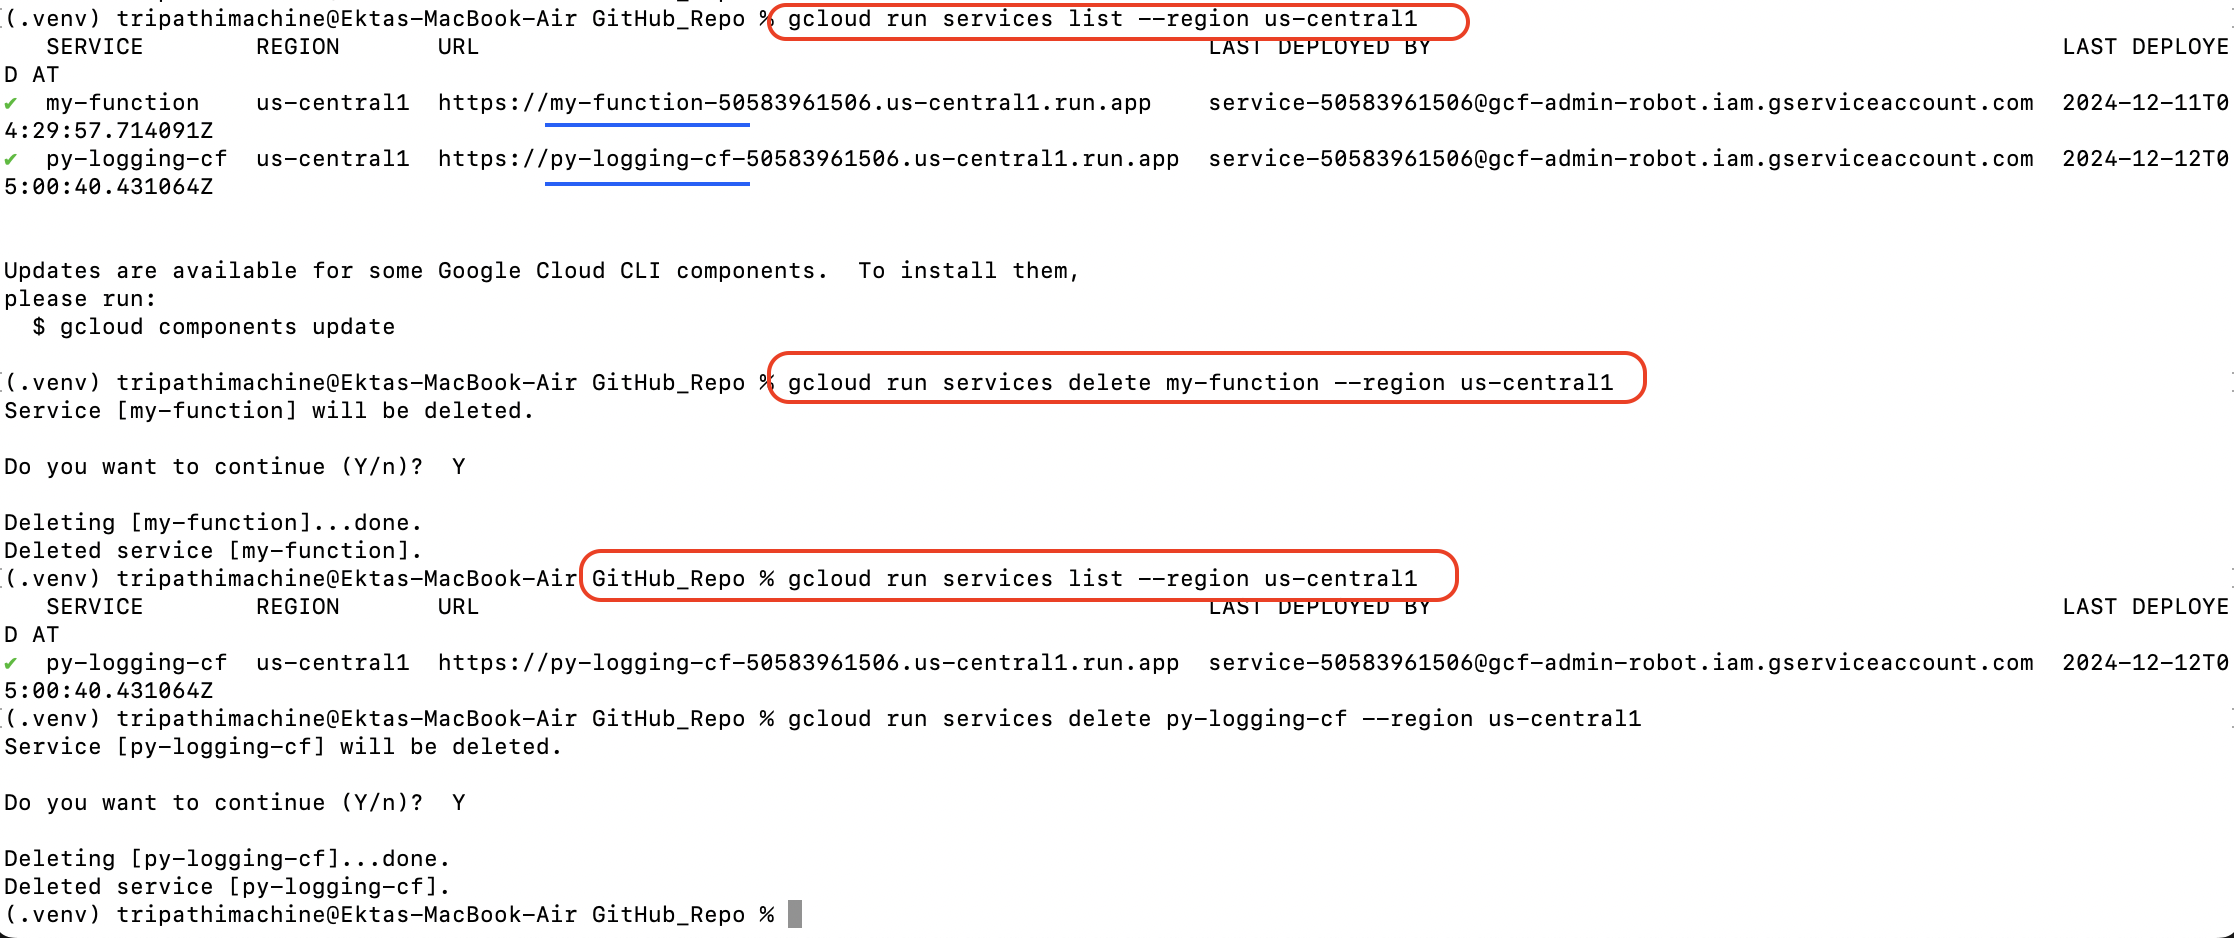 (.venv) tripathimachine@Ektas-MacBook-Air GitHub_Repo % gcloud run services list --region us-central1
SERVICE REGION URL LAST DEPLOYED BY LAST DEPLOYE
D AT
✔ my-function us-central1 https://my-function-50583961506.us-central1.run.app service-50583961506@gcf-admin-robot.iam.gserviceaccount.com 2024-12-11T0
4:29:57.714091Z
✔ py-logging-cf us-central1 https://py-logging-cf-50583961506.us-central1.run.app service-50583961506@gcf-admin-robot.iam.gserviceaccount.com 2024-12-12T0
5:00:40.431064Z
Updates are available for some Google Cloud CLI components.  To install them,
please run:
$ gcloud components update
(.venv) tripathimachine@Ektas-MacBook-Air GitHub_Repo % gcloud run services delete my-function --region us-central1
Service [my-function] will be deleted.
Do you want to continue (Y/n)?  Y
Deleting [my-function]...done.
Deleted service [my-function].
(.venv) tripathimachine@Ektas-MacBook-Air GitHub_Repo % gcloud run services list --region us-central1
SERVICE REGION URL LAST DEPLOYED BY LAST DEPLOYE
D AT
✔ py-logging-cf us-central1 https://py-logging-cf-50583961506.us-central1.run.app service-50583961506@gcf-admin-robot.iam.gserviceaccount.com 2024-12-12T0
5:00:40.431064Z
(.venv) tripathimachine@Ektas-MacBook-Air GitHub_Repo % gcloud run services delete py-logging-cf --region us-central1
Service [py-logging-cf] will be deleted.
Do you want to continue (Y/n)?  Y
Deleting [py-logging-cf]...done.
Deleted service [py-logging-cf].
(.venv) tripathimachine@Ektas-MacBook-Air GitHub_Repo %